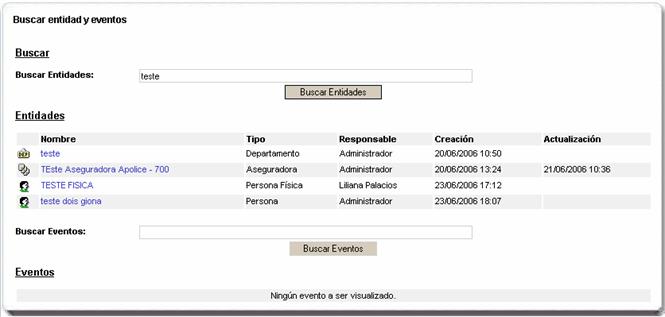 Buscar entidad y eventos
Buscar
Buscar Entidades: teste
Buscar Entidades
Entidades
Nombre Tipo Responsable Creación Actualización
DEP teste Departamento Administrador 20/06/2006 10:50
TEste Aseguradora Apolice - 700 Aseguradora Administrador 20/06/2006 13:24 21/06/2006 10:36
TESTE FISICA Persona Física Liliana Palacios 23/06/2006 17:12
teste dois giona Persona Administrador 23/06/2006 18:07
Buscar Eventos:
Buscar Eventos
Eventos
Ningún evento a ser visualizado.